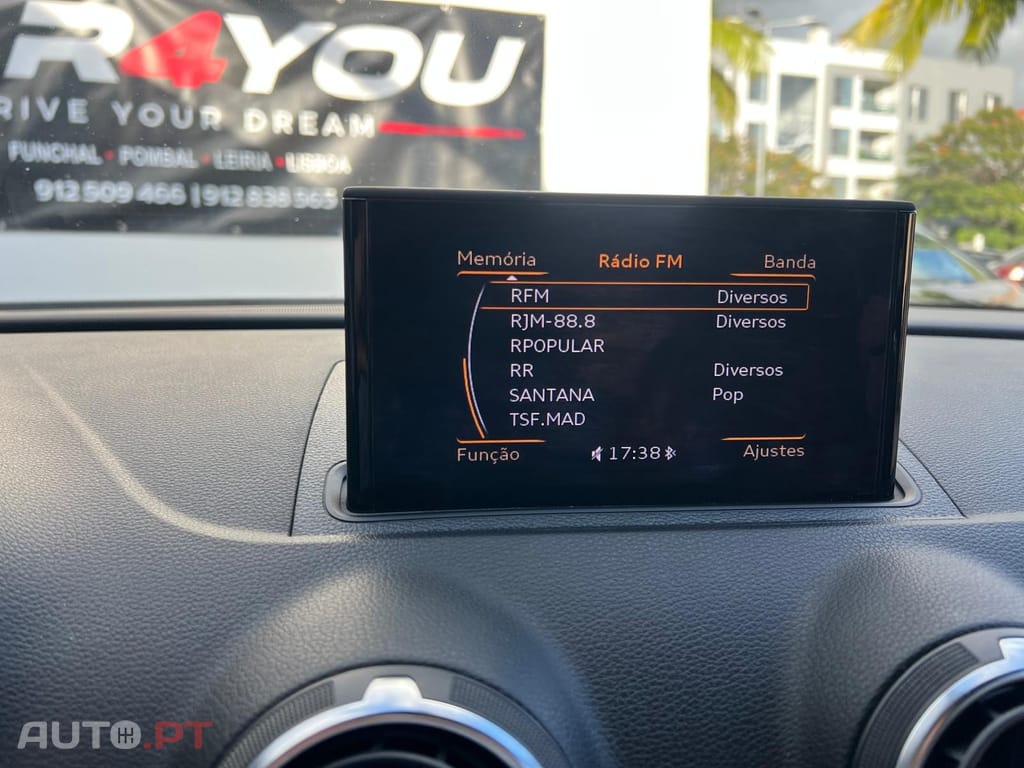 R4YOU
RIVE YOUR DREAM
FUNCHAL • POMBAL • LEIRIA • LISBOA
912 509 466 | 912 838 565
Memória Rádio FM Banda
RFM Diversos
RJM-88.8 Diversos
RPOPULAR
RR Diversos
SANTANA Pop
TSF.MAD
Função 17:38 Ajustes
AUTO.PT